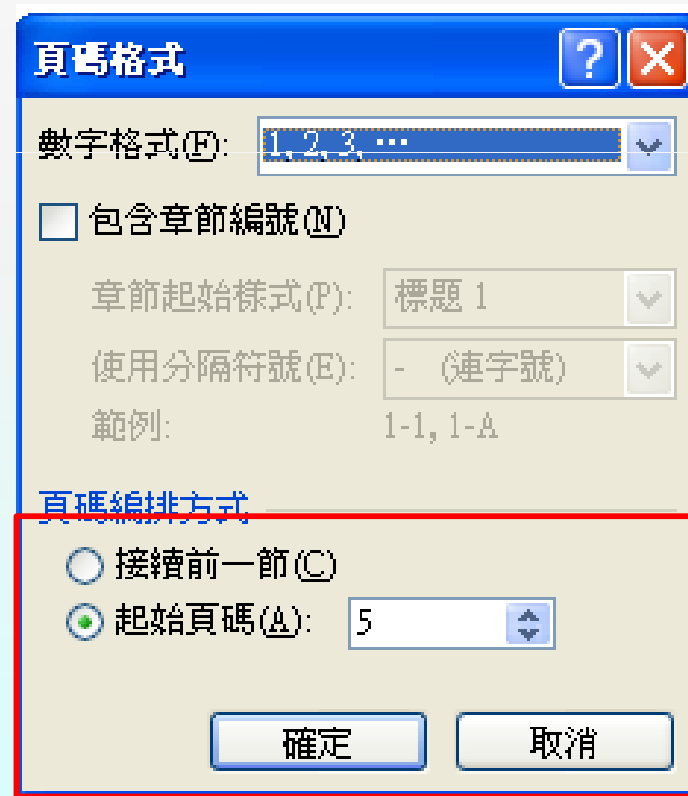 頁碼格式
數字格式(F): 1, 2, 3, …
包含章節編號(N)
章節起始樣式(P): 標題 1
使用分隔符號(E): - (連字號)
範例: 1-1, 1-A
頁碼編排方式
接續前一節(C)
起始頁碼(A): 5
確定 取消